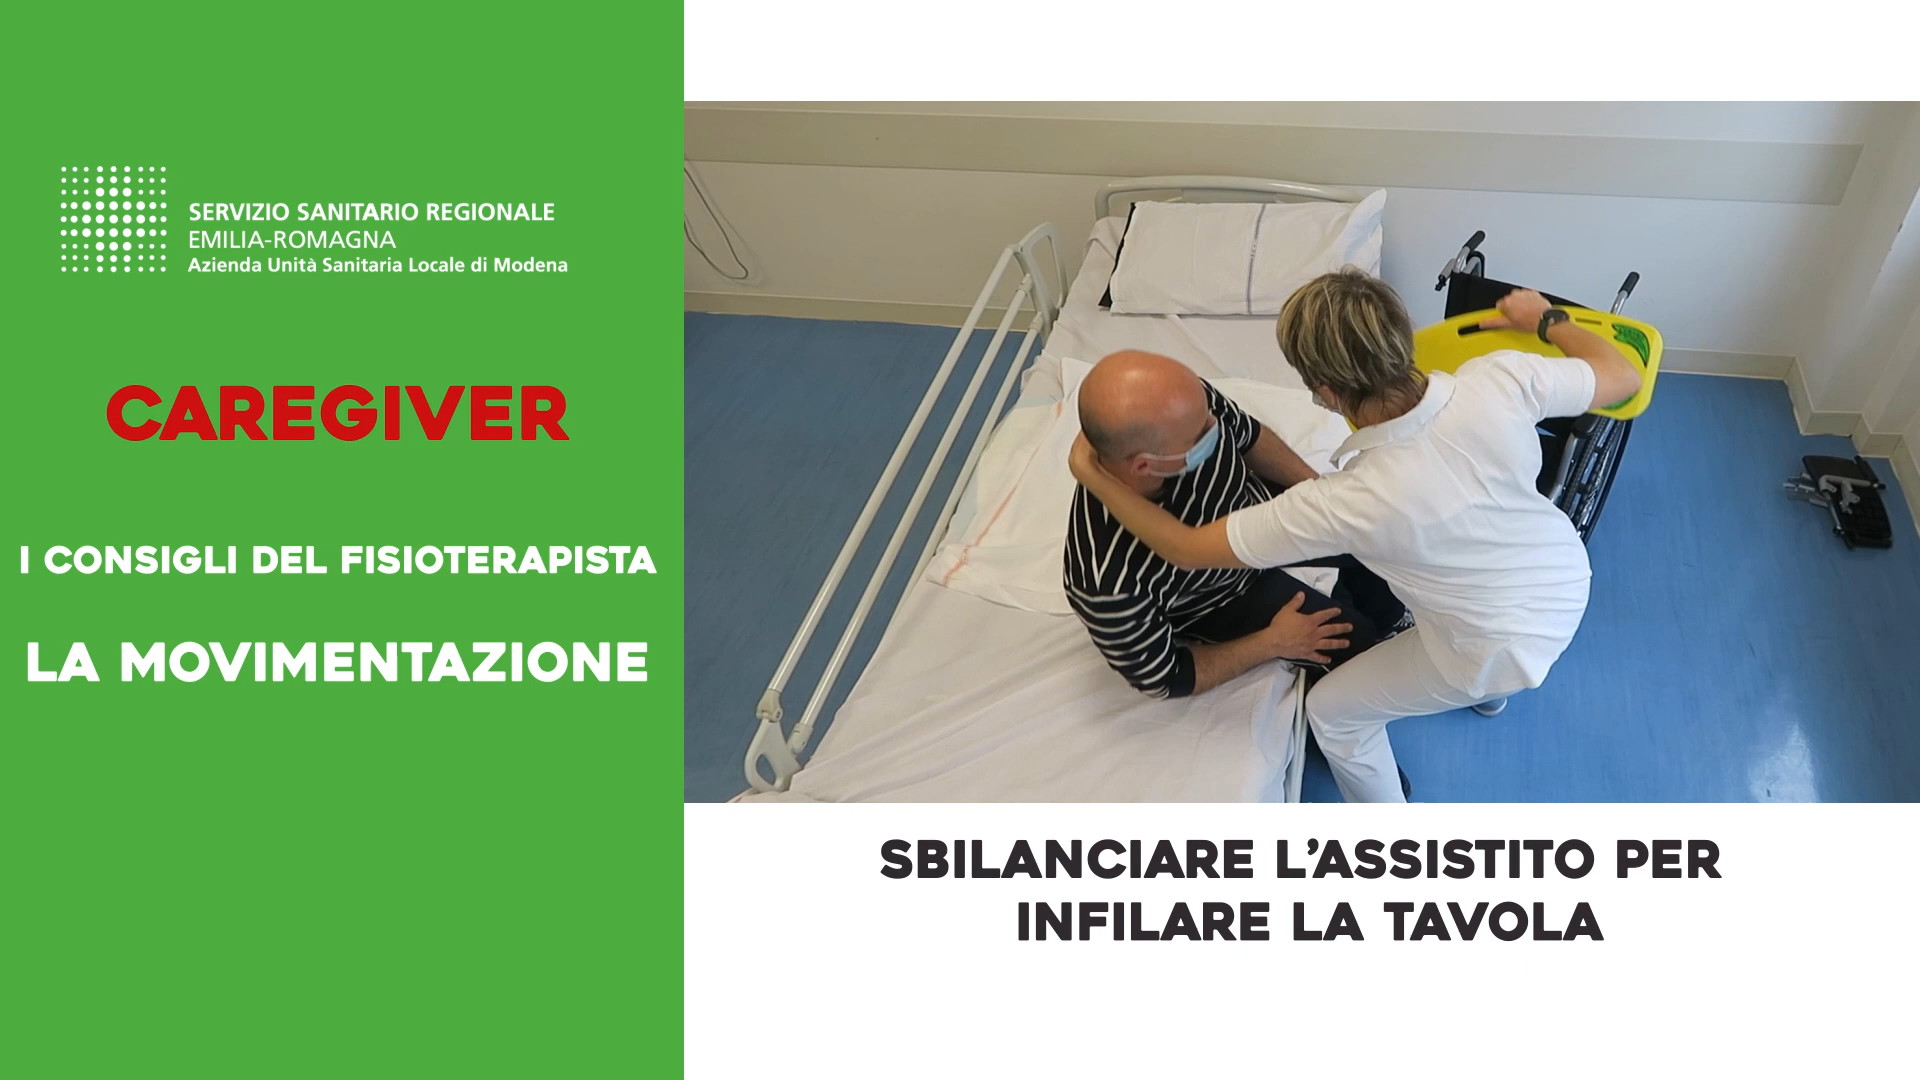 SERVIZIO SANITARIO REGIONALE
EMILIA-ROMAGNA
Azienda Unità Sanitaria Locale di Modena
CAREGIVER
I CONSIGLI DEL FISIOTERAPISTA
LA MOVIMENTAZIONE
SBILANCIARE L'ASSISTITO PER
INFILARE LA TAVOLA